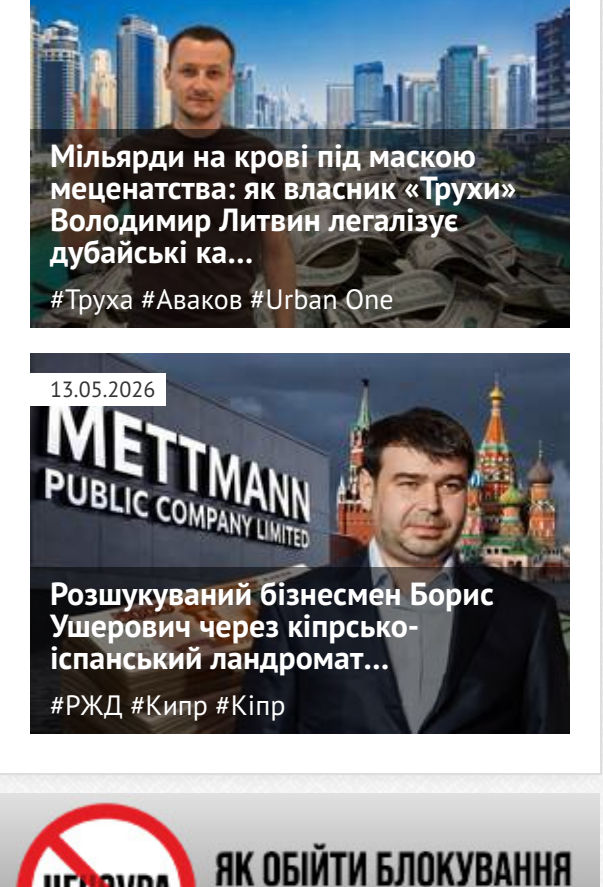 Мільярди на крові під маскою
меценатства: як власник «Трухи»
Володимир Литвин легалізує
дубайські ка...
#Труха #Аваков #Urban One
13.05.2026
METTMANN
PUBLIC COMPANY LIMITED
Розшукуваний бізнесмен Борис
Ушерович через кіпрсько-
іспанський ландромат...
#РЖД #Кипр #Кіпр
ЦЕНЗУРА
ЯК ОБІЙТИ БЛОКУВАННЯ